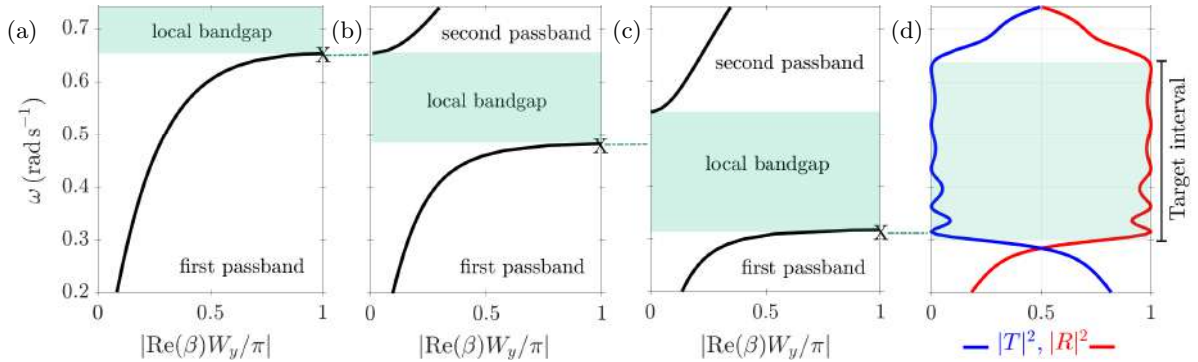 (a)
ω (rad s⁻¹)
0.7
0.6
0.5
0.4
0.3
0.2
local bandgap
X
first passband
0
0.5
1
|Re(β)W_y/π|
(b)
second passband
local bandgap
X
first passband
0
0.5
1
|Re(β)W_y/π|
(c)
second passband
local bandgap
X
first passband
0
0.5
1
|Re(β)W_y/π|
(d)
Target interval
0
0.5
1
|T|², |R|²